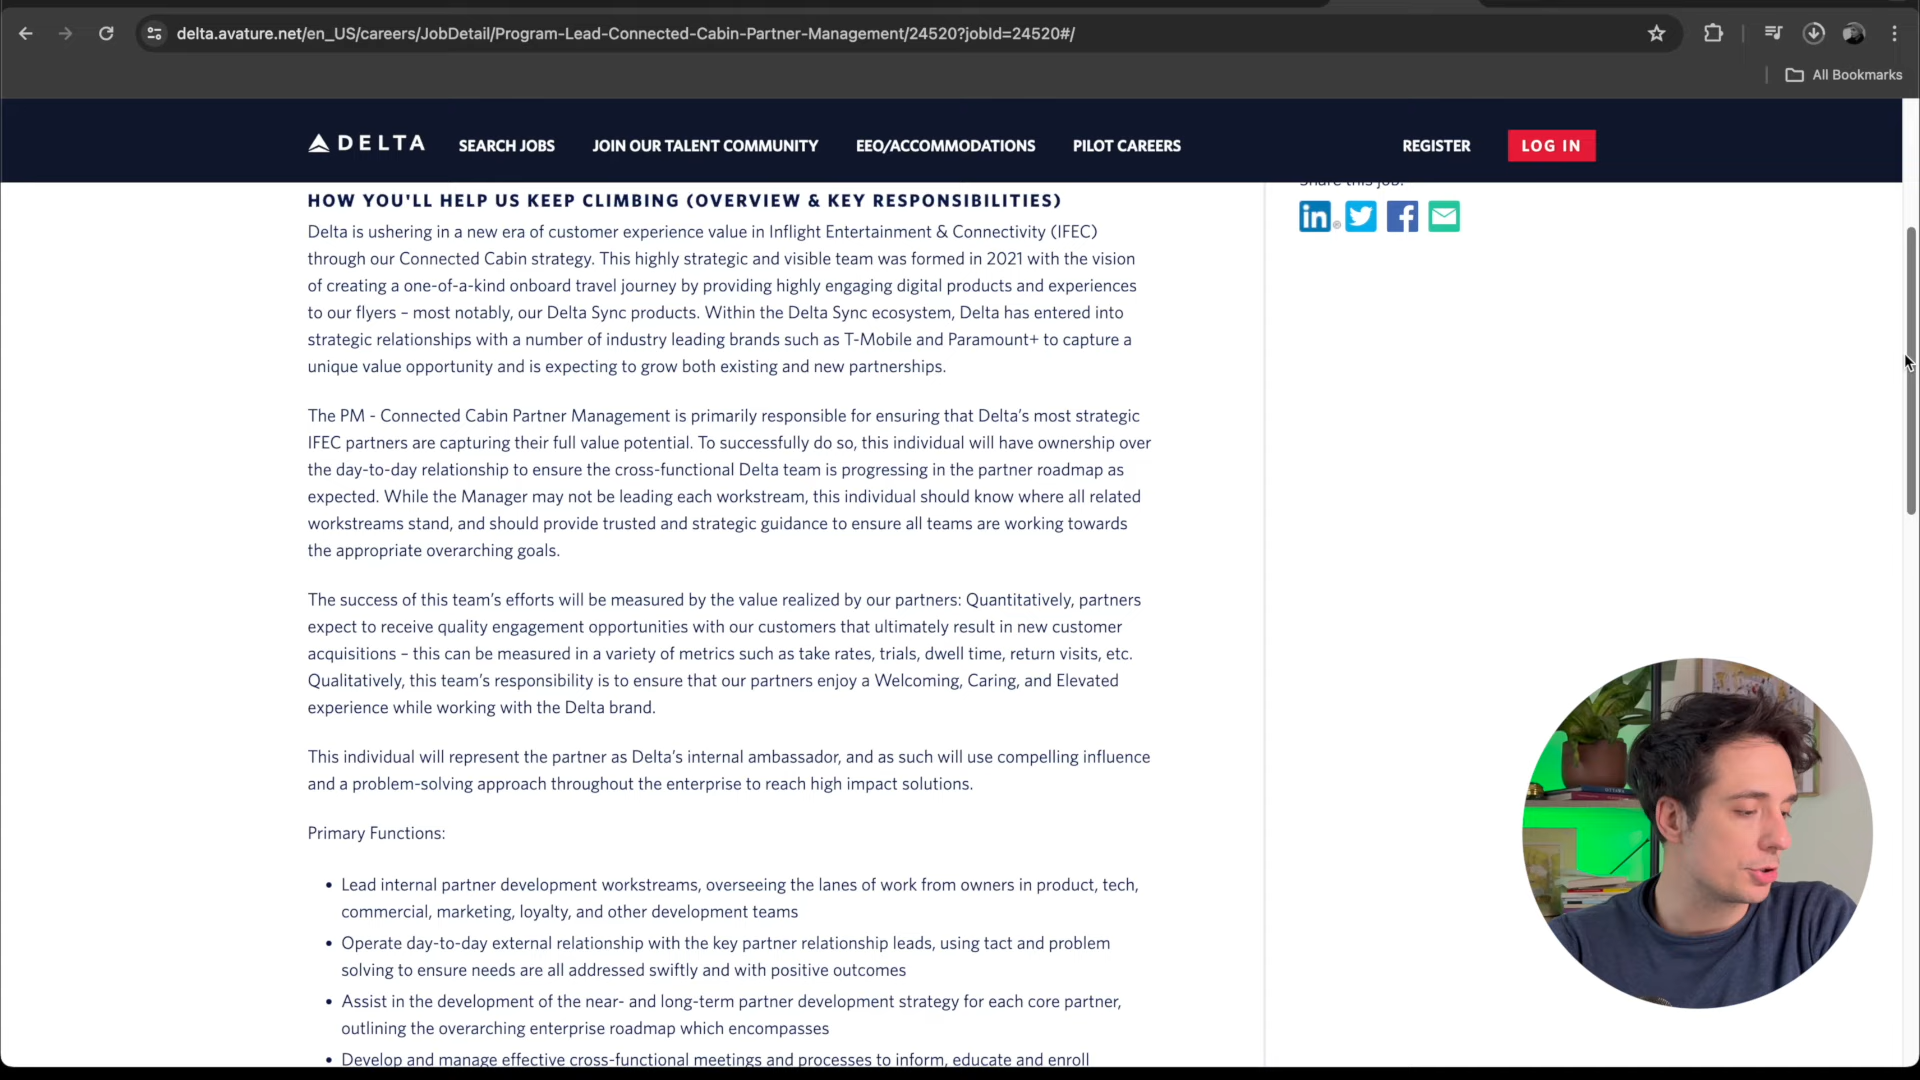 delta.avature.net/en_US/careers/JobDetail/Program-Lead-Connected-Cabin-Partner-Management/24520?jobId=24520#/
All Bookmarks
DELTA
SEARCH JOBS
JOIN OUR TALENT COMMUNITY
EEO/ACCOMMODATIONS
PILOT CAREERS
REGISTER
LOG IN
Share this job:
HOW YOU'LL HELP US KEEP CLIMBING (OVERVIEW & KEY RESPONSIBILITIES)
Delta is ushering in a new era of customer experience value in Inflight Entertainment & Connectivity (IFEC)
through our Connected Cabin strategy. This highly strategic and visible team was formed in 2021 with the vision
of creating a one-of-a-kind onboard travel journey by providing highly engaging digital products and experiences
to our flyers – most notably, our Delta Sync products. Within the Delta Sync ecosystem, Delta has entered into
strategic relationships with a number of industry leading brands such as T-Mobile and Paramount+ to capture a
unique value opportunity and is expecting to grow both existing and new partnerships.
The PM - Connected Cabin Partner Management is primarily responsible for ensuring that Delta's most strategic
IFEC partners are capturing their full value potential. To successfully do so, this individual will have ownership over
the day-to-day relationship to ensure the cross-functional Delta team is progressing in the partner roadmap as
expected. While the Manager may not be leading each workstream, this individual should know where all related
workstreams stand, and should provide trusted and strategic guidance to ensure all teams are working towards
the appropriate overarching goals.
The success of this team's efforts will be measured by the value realized by our partners: Quantitatively, partners
expect to receive quality engagement opportunities with our customers that ultimately result in new customer
acquisitions – this can be measured in a variety of metrics such as take rates, trials, dwell time, return visits, etc.
Qualitatively, this team's responsibility is to ensure that our partners enjoy a Welcoming, Caring, and Elevated
experience while working with the Delta brand.
This individual will represent the partner as Delta's internal ambassador, and as such will use compelling influence
and a problem-solving approach throughout the enterprise to reach high impact solutions.
Primary Functions:
• Lead internal partner development workstreams, overseeing the lanes of work from owners in product, tech,
commercial, marketing, loyalty, and other development teams
• Operate day-to-day external relationship with the key partner relationship leads, using tact and problem
solving to ensure needs are all addressed swiftly and with positive outcomes
• Assist in the development of the near- and long-term partner development strategy for each core partner,
outlining the overarching enterprise roadmap which encompasses
• Develop and manage effective cross-functional meetings and processes to inform, educate and enroll